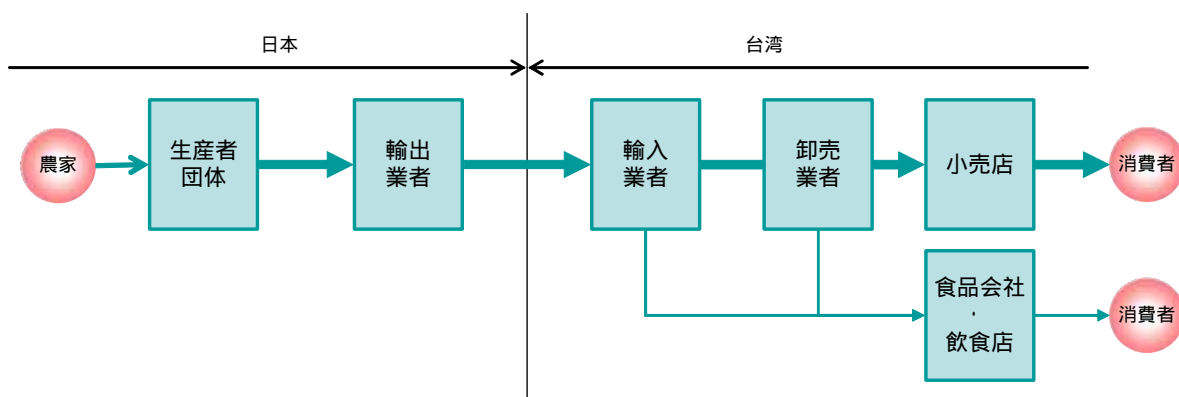 日本
台湾
農家
生産者
団体
輸出
業者
輸入
業者
卸売
業者
小売店
消費者
食品会社
・
飲食店
消費者